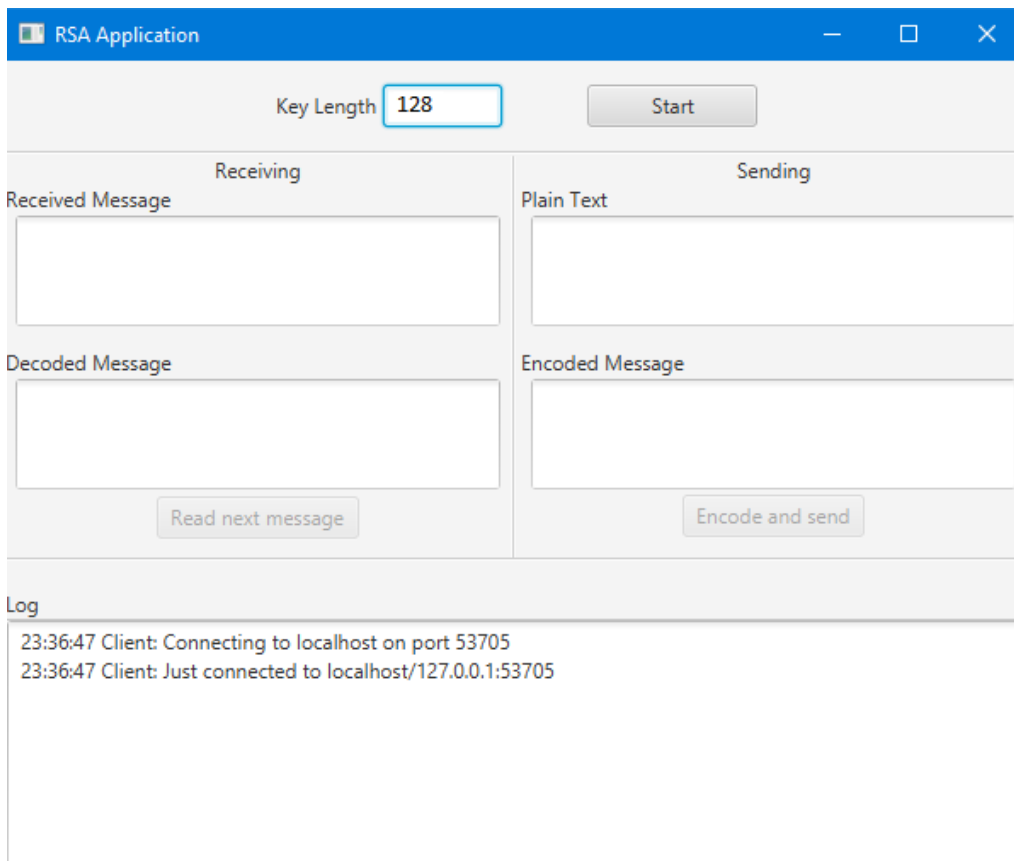 RSA Application
Key Length 128 Start
Receiving
Received Message
Decoded Message
Read next message
Sending
Plain Text
Encoded Message
Encode and send
Log
23:36:47 Client: Connecting to localhost on port 53705
23:36:47 Client: Just connected to localhost/127.0.0.1:53705